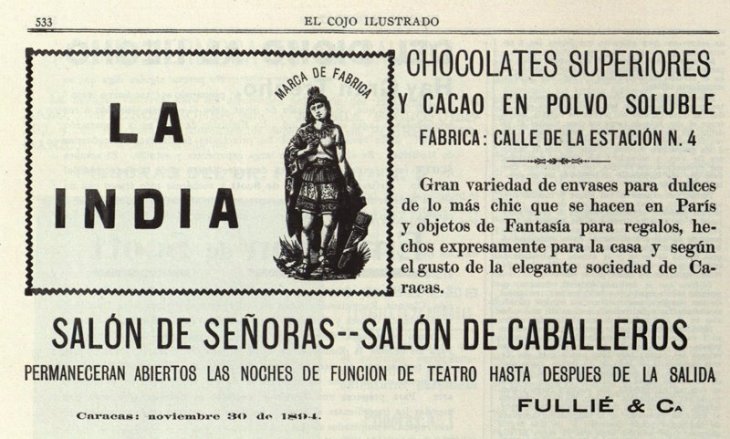 533
EL COJO ILUSTRADO
MARCA DE FABRICA
LA
INDIA
CHOCOLATES SUPERIORES
Y CACAO EN POLVO SOLUBLE
FÁBRICA: CALLE DE LA ESTACIÓN N. 4
Gran variedad de envases para dulces
de lo más chic que se hacen en París
y objetos de Fantasía para regalos, he-
chos expresamente para la casa y según
el gusto de la elegante sociedad de Ca-
racas.
SALÓN DE SEÑORAS--SALÓN DE CABALLEROS
PERMANECERAN ABIERTOS LAS NOCHES DE FUNCION DE TEATRO HASTA DESPUES DE LA SALIDA
Caracas: noviembre 30 de 1894.
FULLIÉ & CA